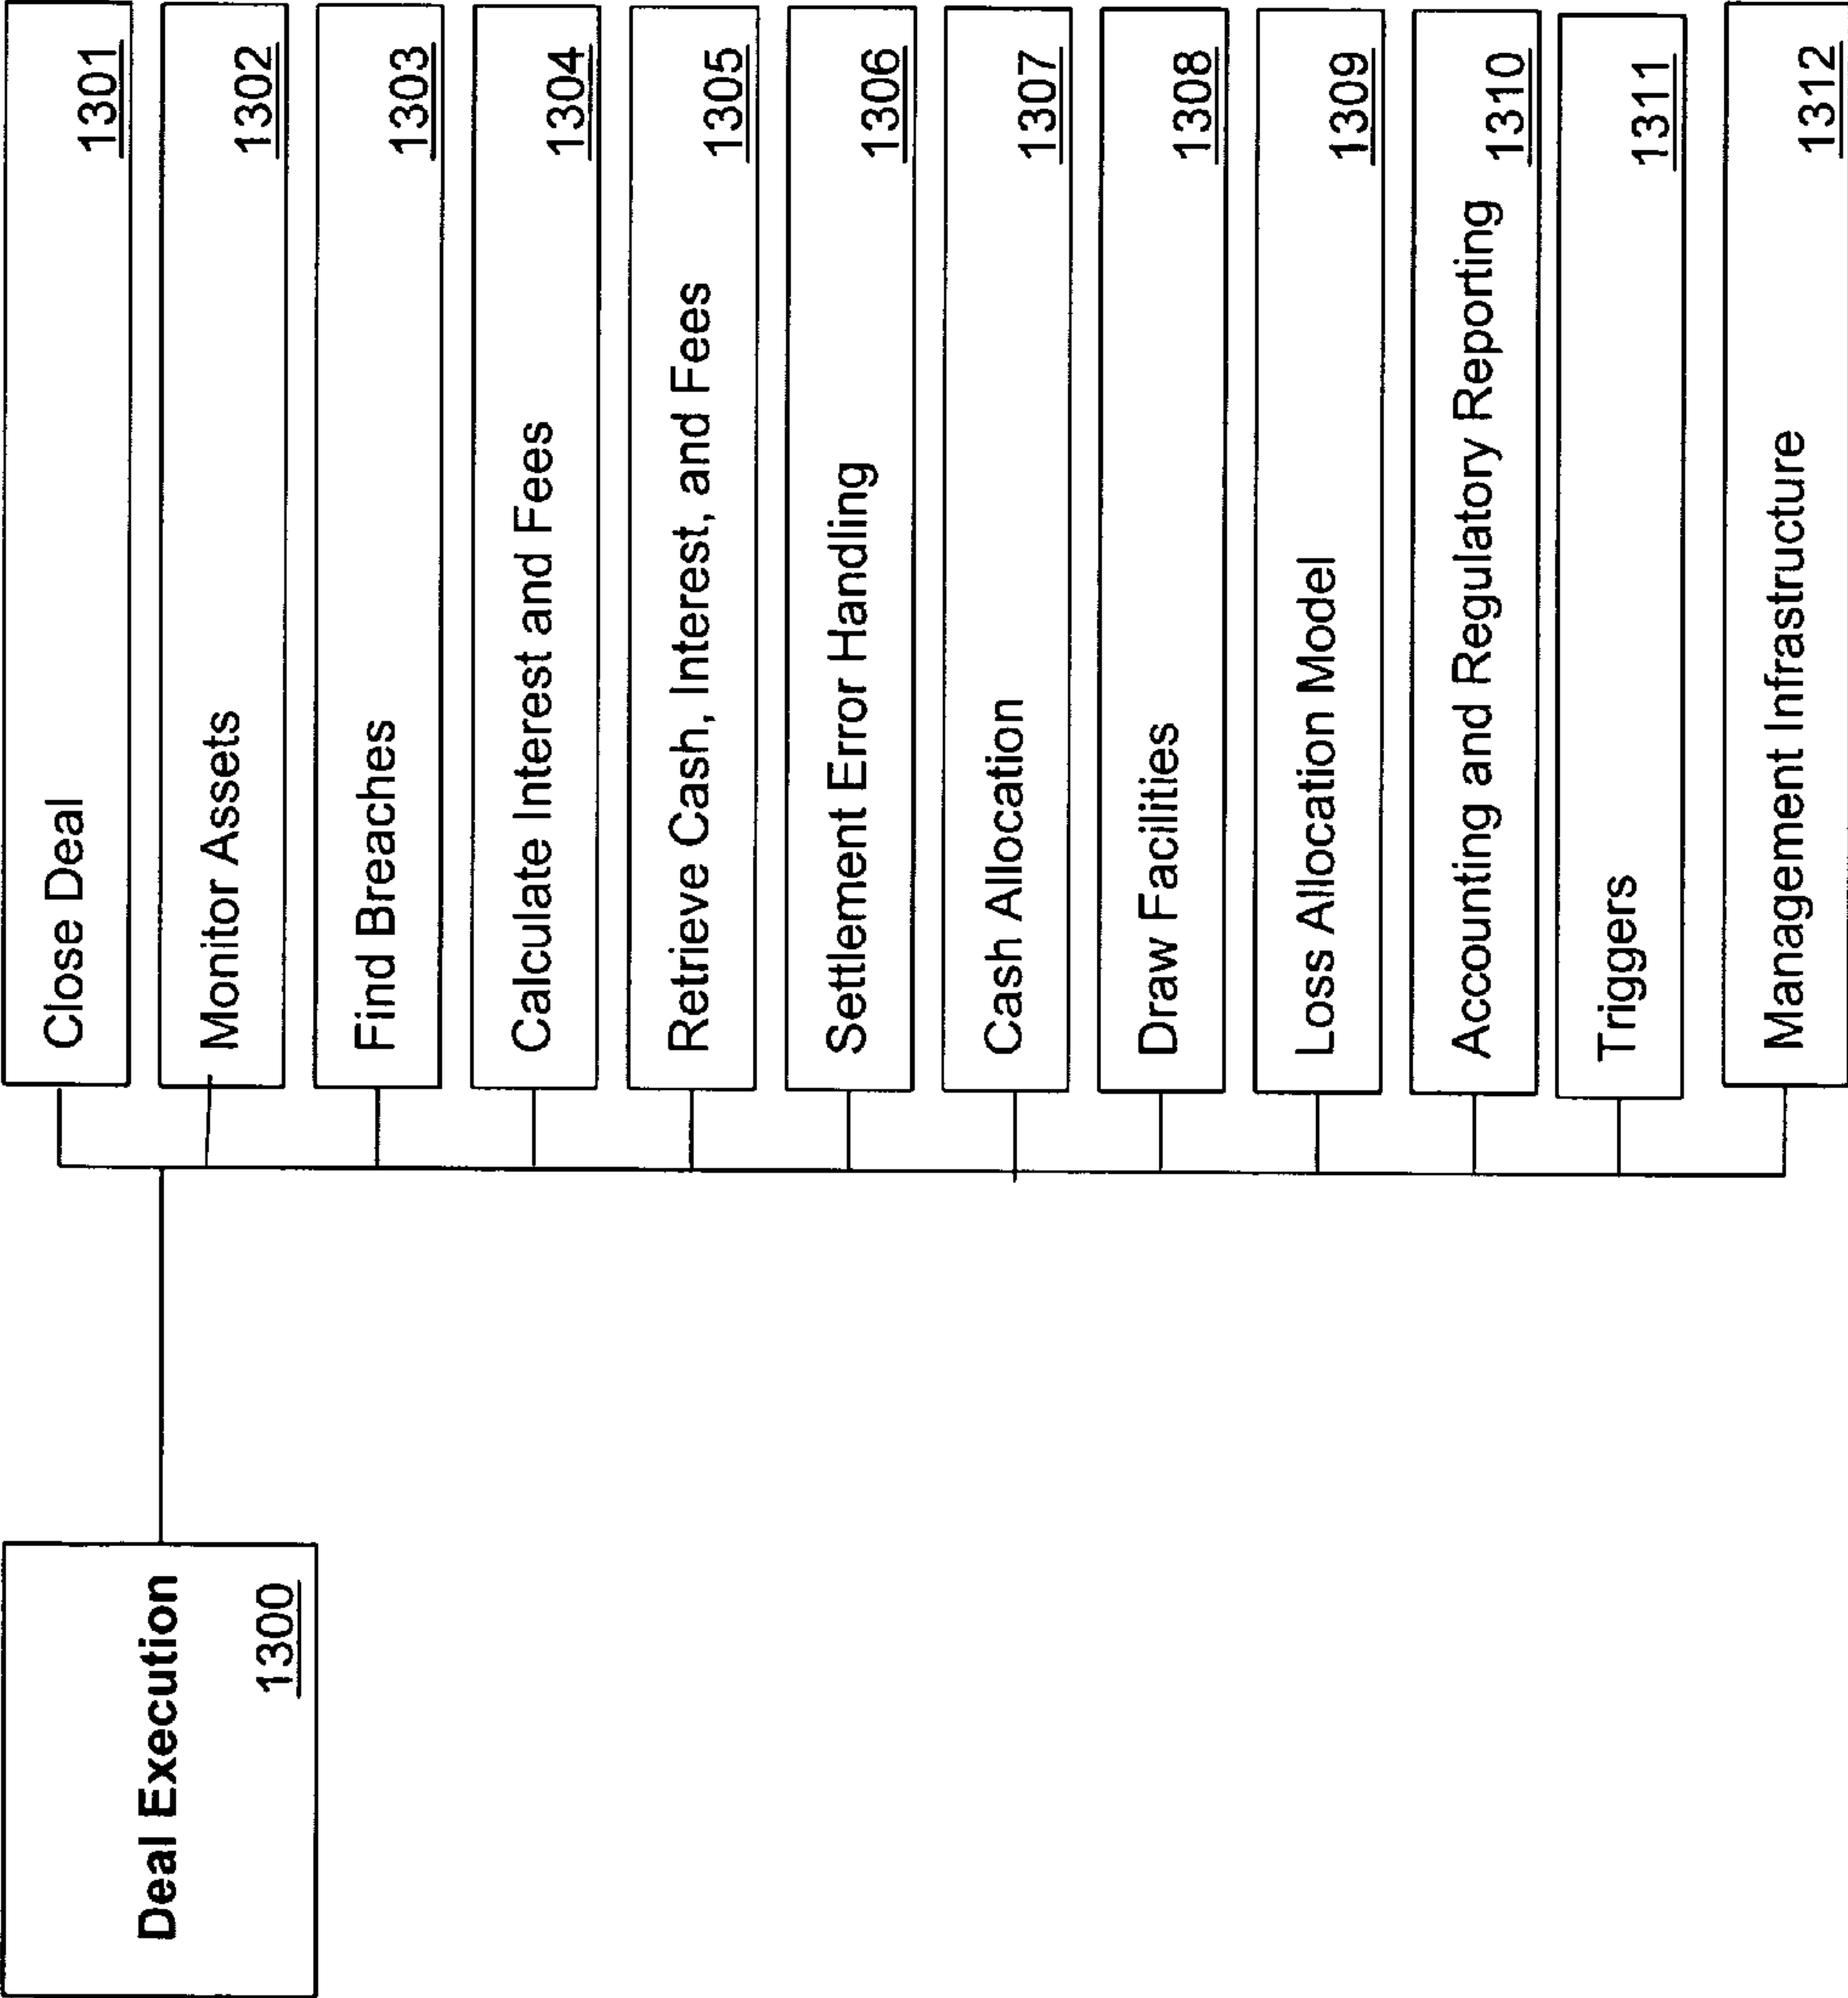 Deal Execution
1300
Close Deal 1301
Monitor Assets 1302
Find Breaches 1303
Calculate Interest and Fees 1304
Retrieve Cash, Interest, and Fees 1305
Settlement Error Handling 1306
Cash Allocation 1307
Draw Facilities 1308
Loss Allocation Model 1309
Accounting and Regulatory Reporting 1310
Triggers 1311
Management Infrastructure 1312